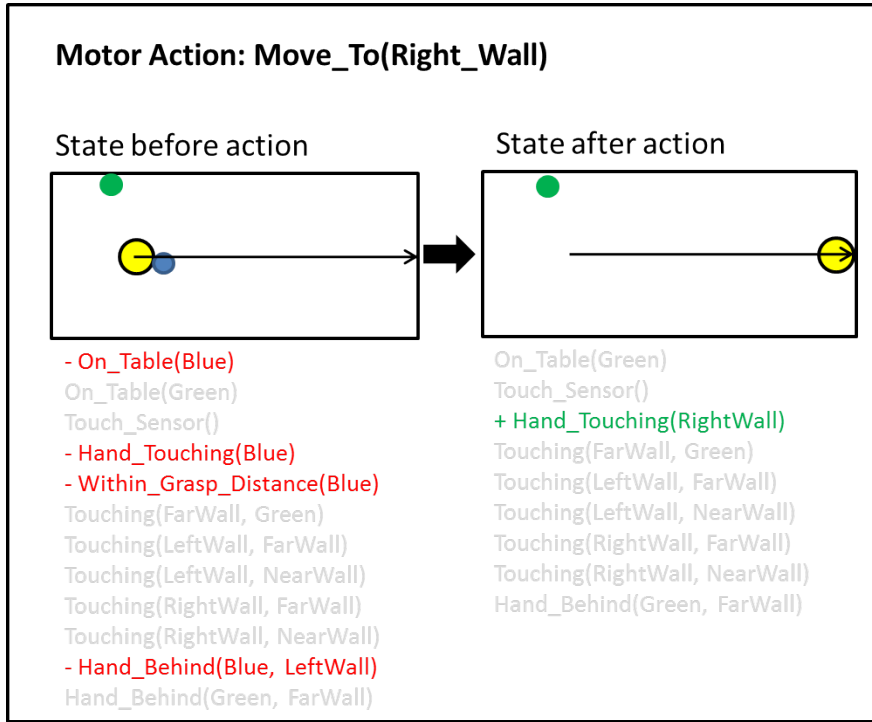 Motor Action: Move_To(Right_Wall)
State before action
- On_Table(Blue)
On_Table(Green)
Touch_Sensor()
- Hand_Touching(Blue)
- Within_Grasp_Distance(Blue)
Touching(FarWall, Green)
Touching(LeftWall, FarWall)
Touching(LeftWall, NearWall)
Touching(RightWall, FarWall)
Touching(RightWall, NearWall)
- Hand_Behind(Blue, LeftWall)
Hand_Behind(Green, FarWall)
State after action
On_Table(Green)
Touch_Sensor()
+ Hand_Touching(RightWall)
Touching(FarWall, Green)
Touching(LeftWall, FarWall)
Touching(LeftWall, NearWall)
Touching(RightWall, FarWall)
Touching(RightWall, NearWall)
Hand_Behind(Green, FarWall)